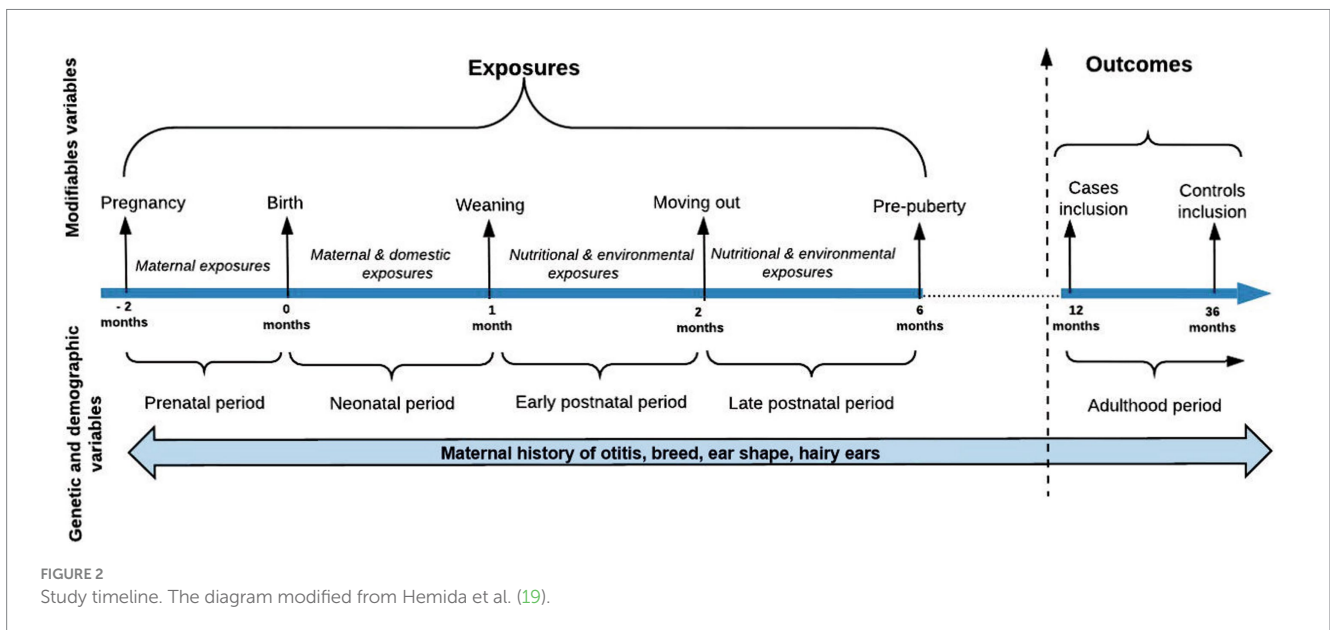 Modifiables variables
Exposures
Outcomes
Pregnancy
Birth
Weaning
Moving out
Pre-puberty
Cases
inclusion
Controls
inclusion
Maternal exposures
Maternal & domestic
exposures
Nutritional & environmental
exposures
Nutritional & environmental
exposures
- 2
months
0
months
1
month
2
months
6
months
12
months
36
months
Genetic and demographic
variables
Prenatal period
Neonatal period
Early postnatal period
Late postnatal period
Adulthood period
Maternal history of otitis, breed, ear shape, hairy ears
FIGURE 2
Study timeline. The diagram modified from Hemida et al. (19).